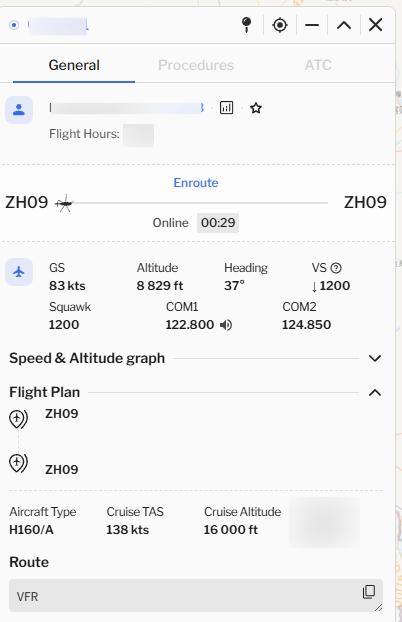 General Procedures ATC
Flight Hours:
Enroute
ZH09 ZH09
Online 00:29
GS Altitude Heading VS
83 kts 8 829 ft 37° ↓1200
Squawk COM1 COM2
1200 122.800 124.850
Speed & Altitude graph
Flight Plan
ZH09
ZH09
Aircraft Type Cruise TAS Cruise Altitude
H160/A 138 kts 16 000 ft
Route
VFR